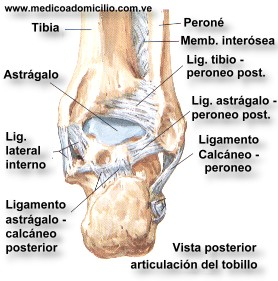 www.medicoadomicilio.com.ve
Tibia
Peroné
Memb. interósea
Astrágalo
Lig. tibio -
peroneo post.
Lig. astrágalo -
peroneo post.
Lig.
lateral
interno
Ligamento
Calcáneo -
peroneo
Ligamento
astrágalo -
calcáneo
posterior
Vista posterior
articulación del tobillo